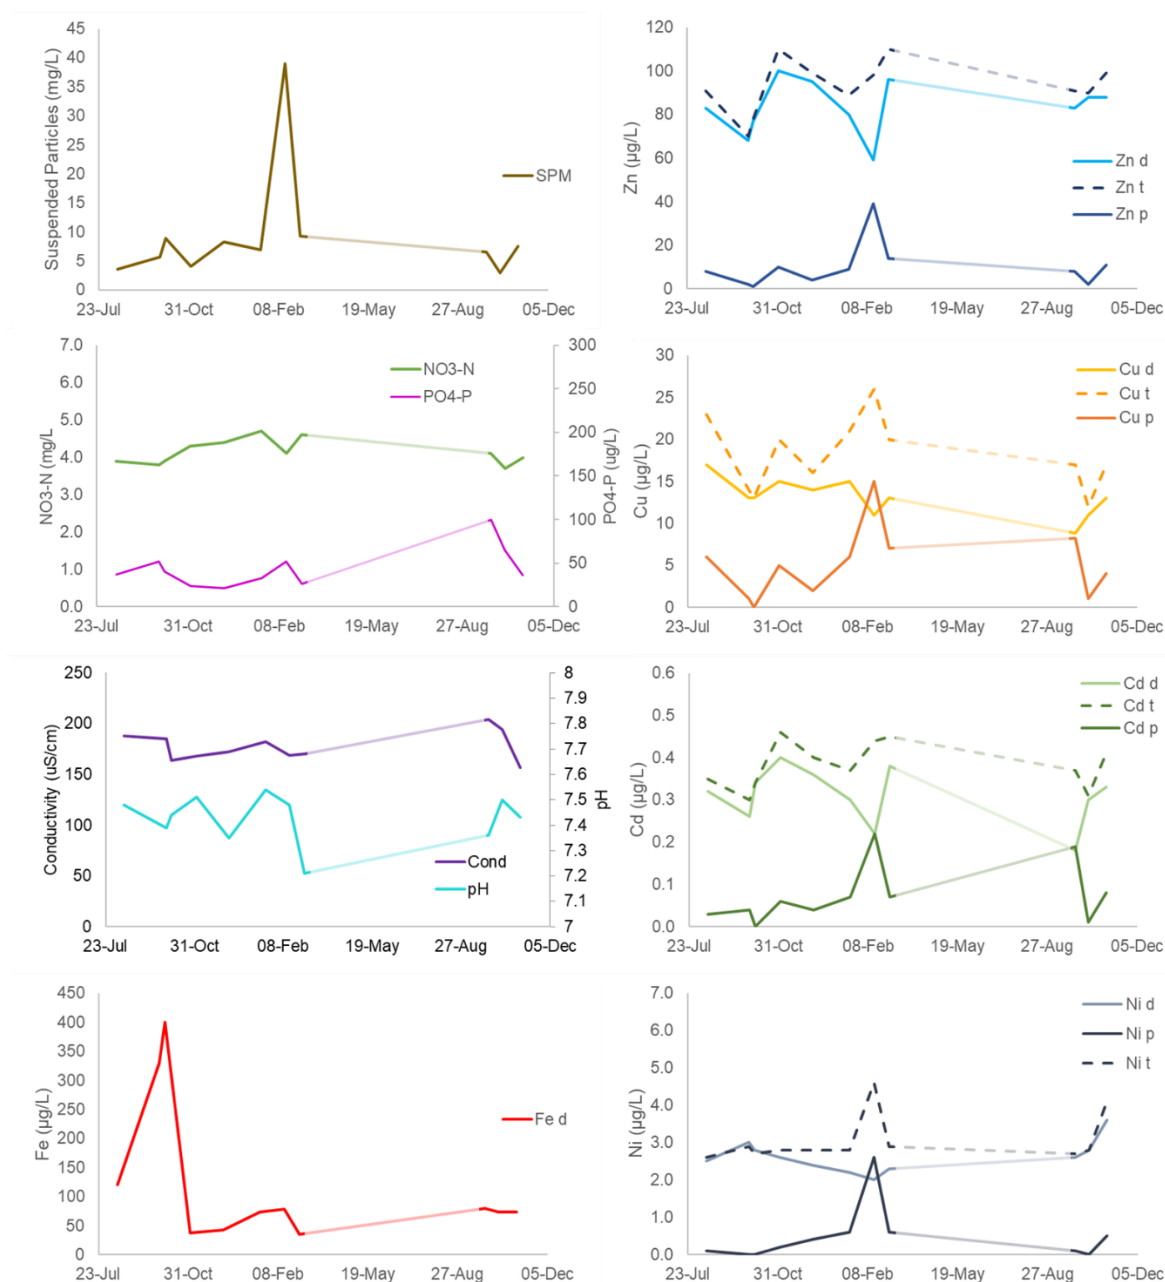 Suspended Particles (mg/L)
45
40
35
30
25
20
15
10
5
0
23-Jul 31-Oct 08-Feb 19-May 27-Aug 05-Dec
SPM
Zn (µg/L)
120
100
80
60
40
20
0
23-Jul 31-Oct 08-Feb 19-May 27-Aug 05-Dec
Zn d
Zn t
Zn p
NO3-N (mg/L
7.0
6.0
5.0
4.0
3.0
2.0
1.0
0.0
23-Jul 31-Oct 08-Feb 19-May 27-Aug 05-Dec
NO3-N
PO4-P
300
250
200
150
100
50
0
PO4-P (ug/L)
Cu (µg/L)
30
25
20
15
10
5
0
23-Jul 31-Oct 08-Feb 19-May 27-Aug 05-Dec
Cu d
Cu t
Cu p
Conductivity (uS/cm)
250
200
150
100
50
0
23-Jul 31-Oct 08-Feb 19-May 27-Aug 05-Dec
Cond
pH
8
7.9
7.8
7.7
7.6
7.5
7.4
7.3
7.2
7.1
7
pH
Cd (µg/L)
0.6
0.5
0.4
0.3
0.2
0.1
0.0
23-Jul 31-Oct 08-Feb 19-May 27-Aug 05-Dec
Cd d
Cd t
Cd p
Fe (µg/L)
450
400
350
300
250
200
150
100
50
0
23-Jul 31-Oct 08-Feb 19-May 27-Aug 05-Dec
Fe d
Ni (µg/L)
7.0
6.0
5.0
4.0
3.0
2.0
1.0
0.0
23-Jul 31-Oct 08-Feb 19-May 27-Aug 05-Dec
Ni d
Ni p
Ni t